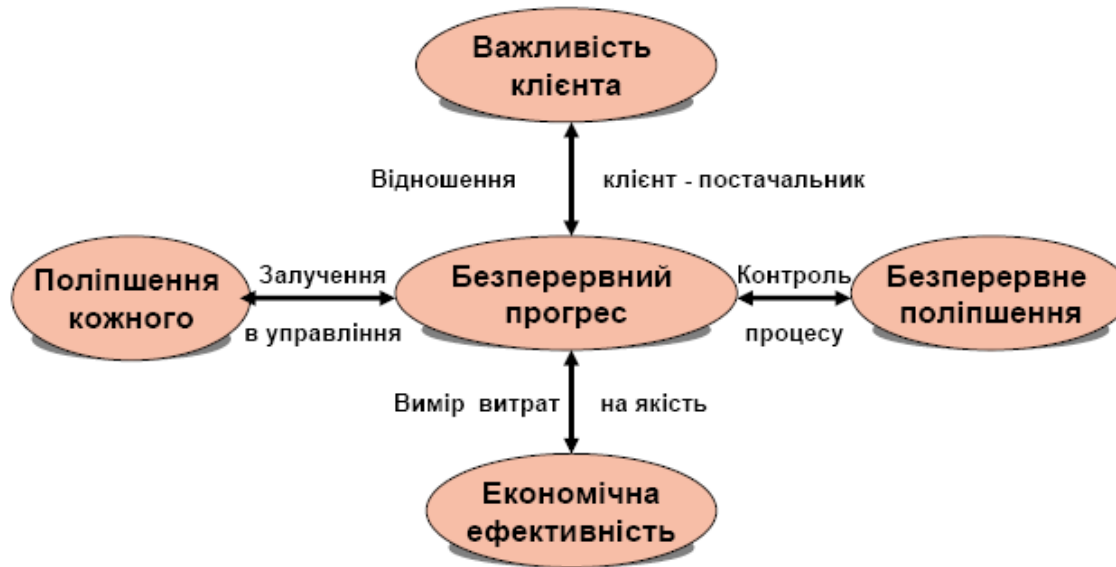 Важливість
клієнта
Відношення клієнт - постачальник
Поліпшення
кожного
Залучення
в управління
Безперервний
прогрес
Контроль
процесу
Безперервне
поліпшення
Вимір витрат на якість
Економічна
ефективність